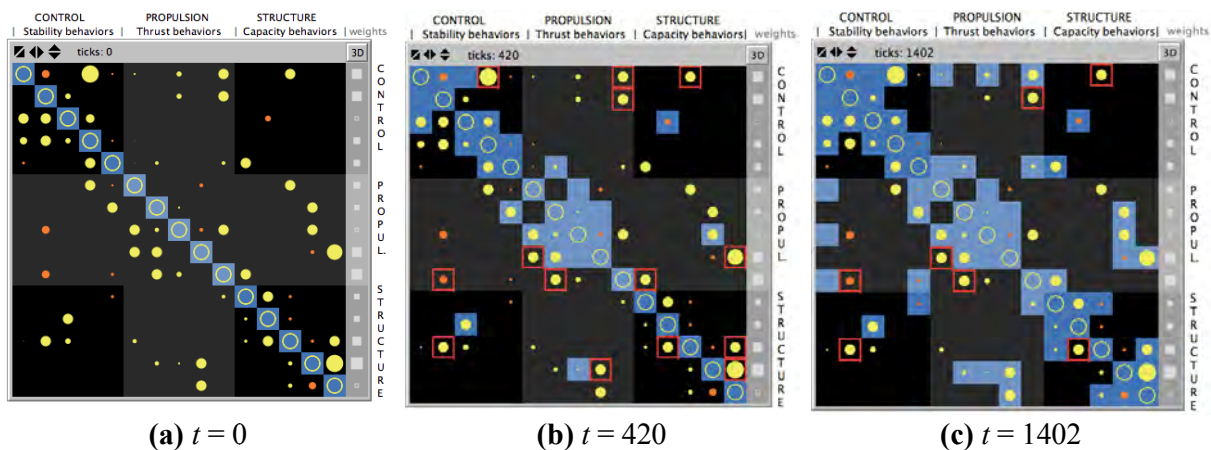 CONTROL PROPULSION STRUCTURE
| Stability behaviors | Thrust behaviors | Capacity behaviors| weights
ticks: 0 3D
CONTROL
PROPUL.
STRUCTURE
(a) t = 0
CONTROL PROPULSION STRUCTURE
| Stability behaviors | Thrust behaviors | Capacity behaviors| weights
ticks: 420 3D
CONTROL
PROPUL.
STRUCTURE
(b) t = 420
CONTROL PROPULSION STRUCTURE
| Stability behaviors | Thrust behaviors | Capacity behaviors| weights
ticks: 1402 3D
CONTROL
PROPUL.
STRUCTURE
(c) t = 1402